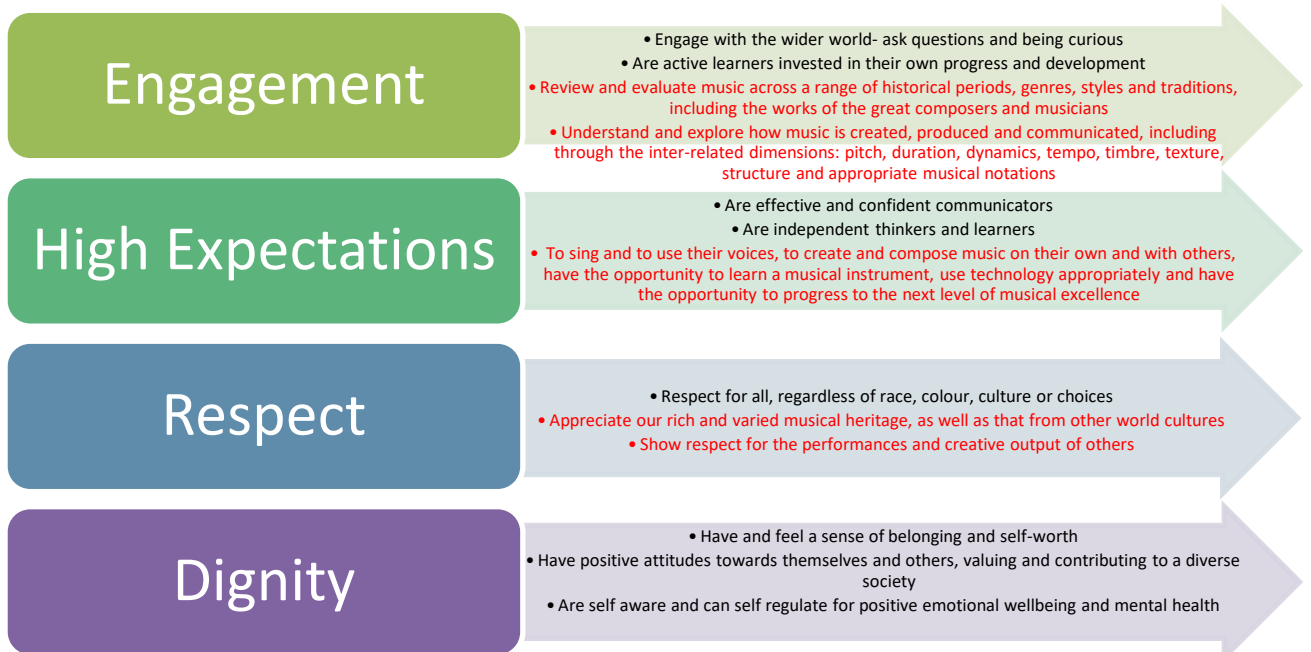 Engagement
• Engage with the wider world- ask questions and being curious
• Are active learners invested in their own progress and development
• Review and evaluate music across a range of historical periods, genres, styles and traditions,
including the works of the great composers and musicians
• Understand and explore how music is created, produced and communicated, including
through the inter-related dimensions: pitch, duration, dynamics, tempo, timbre, texture,
structure and appropriate musical notations
High Expectations
• Are effective and confident communicators
• Are independent thinkers and learners
• To sing and to use their voices, to create and compose music on their own and with others,
have the opportunity to learn a musical instrument, use technology appropriately and have
the opportunity to progress to the next level of musical excellence
Respect
• Respect for all, regardless of race, colour, culture or choices
• Appreciate our rich and varied musical heritage, as well as that from other world cultures
• Show respect for the performances and creative output of others
Dignity
• Have and feel a sense of belonging and self-worth
• Have positive attitudes towards themselves and others, valuing and contributing to a diverse
society
• Are self aware and can self regulate for positive emotional wellbeing and mental health